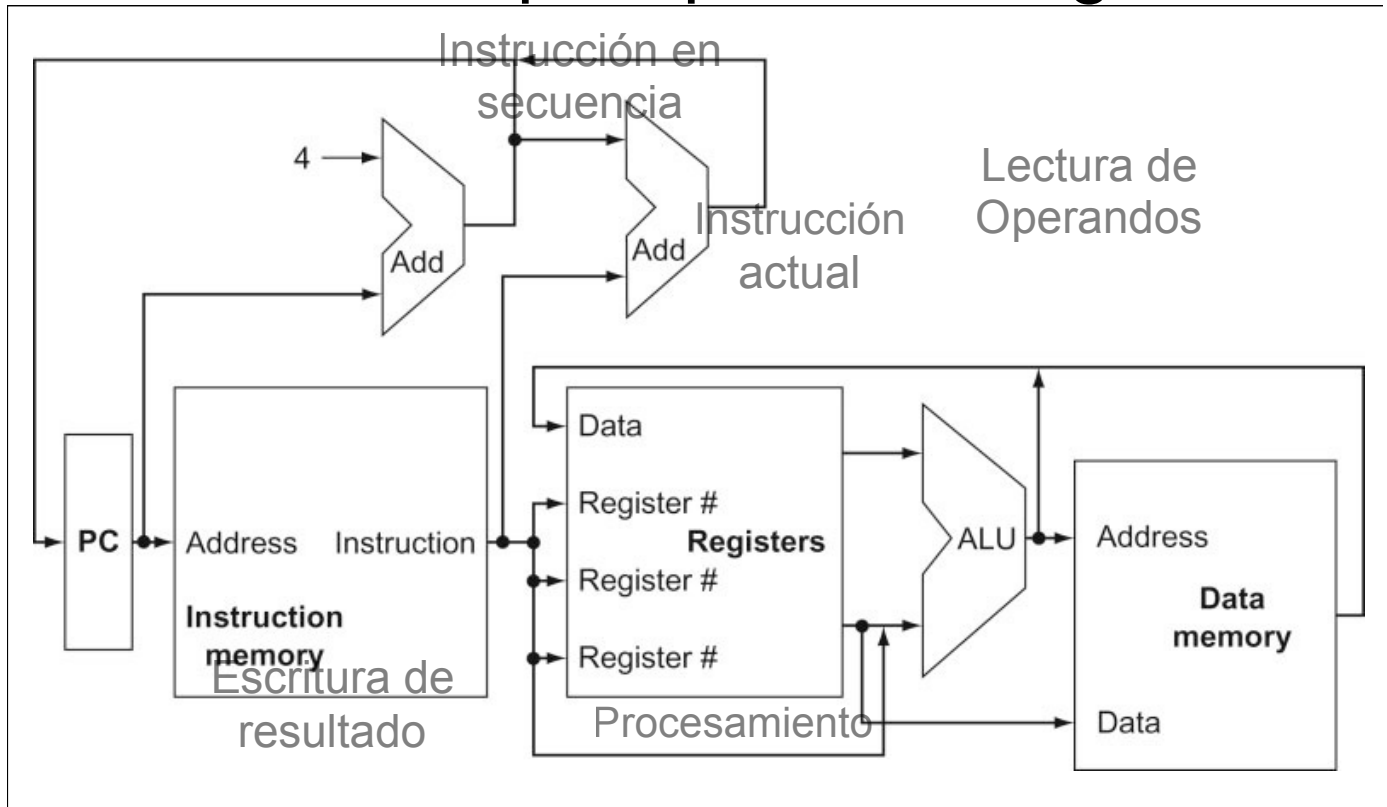 Instrucción en
secuencia
4
Add
Add
Instrucción
actual
Lectura de
Operandos
PC
Address
Instruction
Instruction
memory
Escritura de
resultado
Data
Register #
Registers
Register #
Register #
Procesamiento
ALU
Address
Data
memory
Data